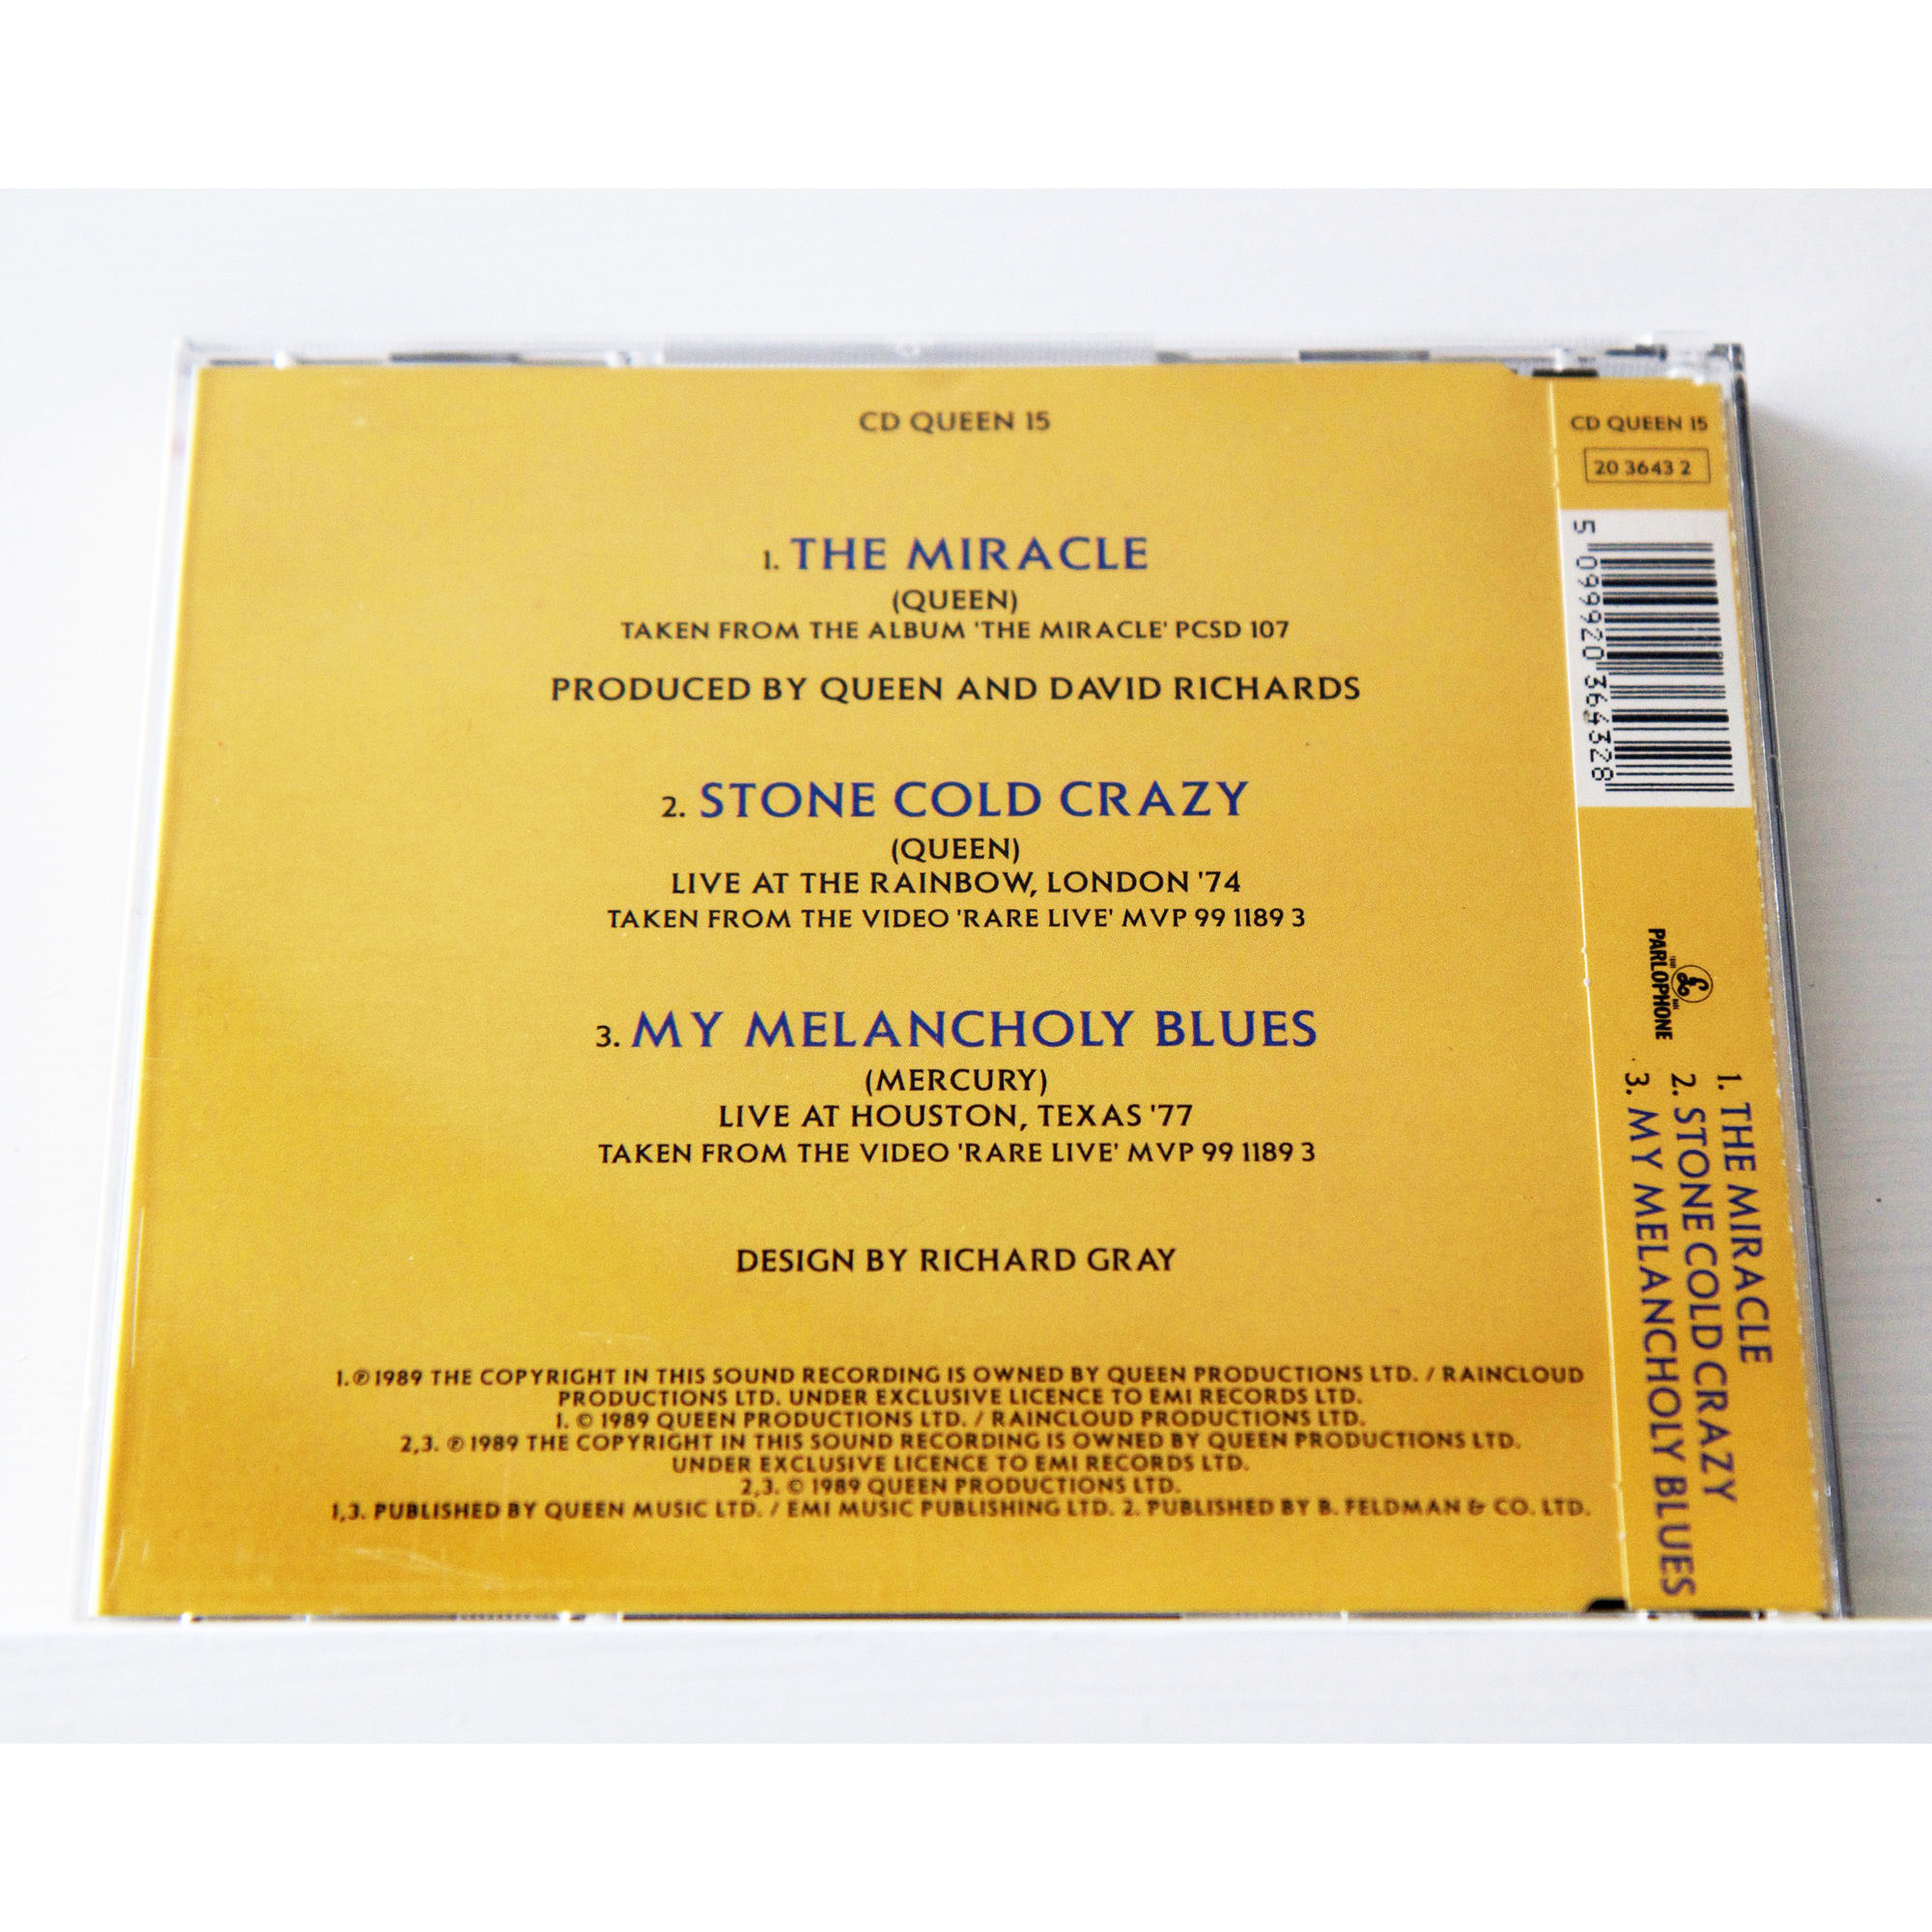 CD QUEEN 15
1. THE MIRACLE
(QUEEN)
TAKEN FROM THE ALBUM 'THE MIRACLE' PCSD 107
PRODUCED BY QUEEN AND DAVID RICHARDS
2. STONE COLD CRAZY
(QUEEN)
LIVE AT THE RAINBOW, LONDON '74
TAKEN FROM THE VIDEO 'RARE LIVE' MVP 99 1189 3
3. MY MELANCHOLY BLUES
(MERCURY)
LIVE AT HOUSTON, TEXAS '77
TAKEN FROM THE VIDEO 'RARE LIVE' MVP 99 1189 3
DESIGN BY RICHARD GRAY
1.℗1989 THE COPYRIGHT IN THIS SOUND RECORDING IS OWNED BY QUEEN PRODUCTIONS LTD. / RAINCLOUD
PRODUCTIONS LTD. UNDER EXCLUSIVE LICENCE TO EMI RECORDS LTD.
1. © 1989 QUEEN PRODUCTIONS LTD. / RAINCLOUD PRODUCTIONS LTD.
2,3. ℗1989 THE COPYRIGHT IN THIS SOUND RECORDING IS OWNED BY QUEEN PRODUCTIONS LTD.
UNDER EXCLUSIVE LICENCE TO EMI RECORDS LTD.
2,3. © 1989 QUEEN PRODUCTIONS LTD.
1,3. PUBLISHED BY QUEEN MUSIC LTD. / EMI MUSIC PUBLISHING LTD. 2. PUBLISHED BY B. FELDMAN & CO. LTD.
CD QUEEN 15
20 3643 2
5 099920 364328
PARLOPHONE
1. THE MIRACLE
2. STONE COLD CRAZY
3. MY MELANCHOLY BLUES